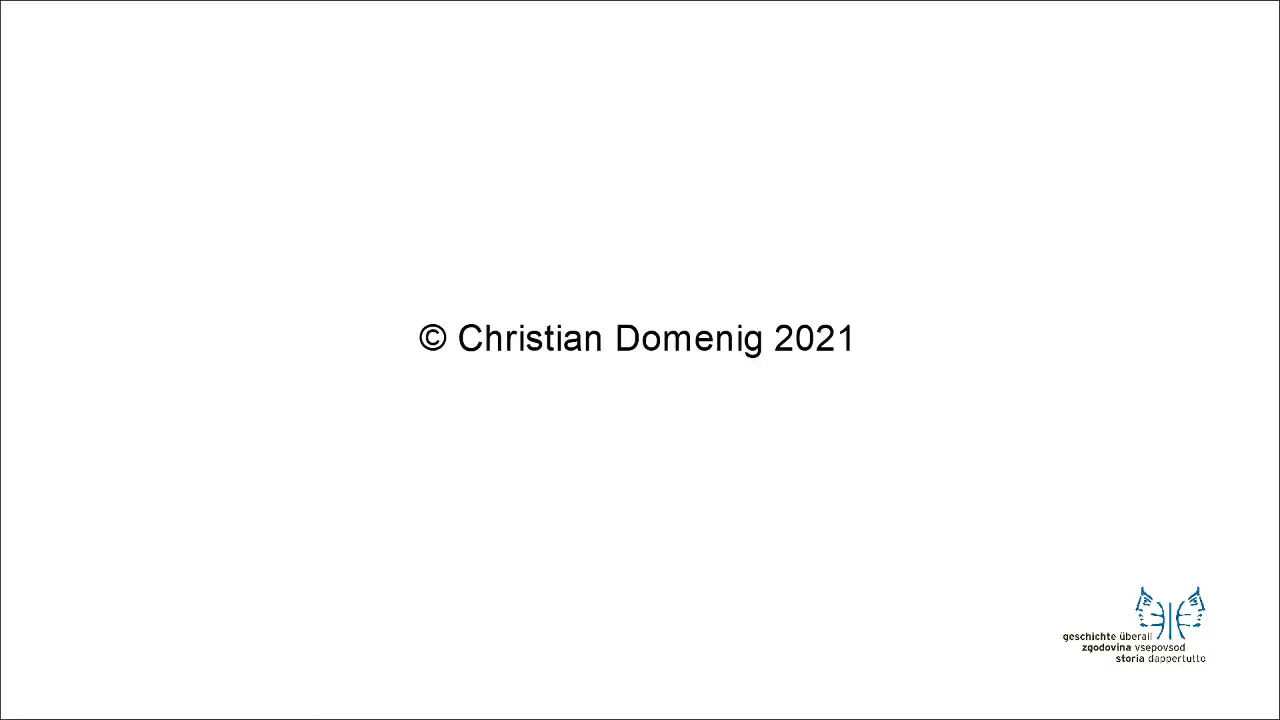 © Christian Domenig 2021
geschichte überall
zgodovina vsepovsod
storia dappertutto